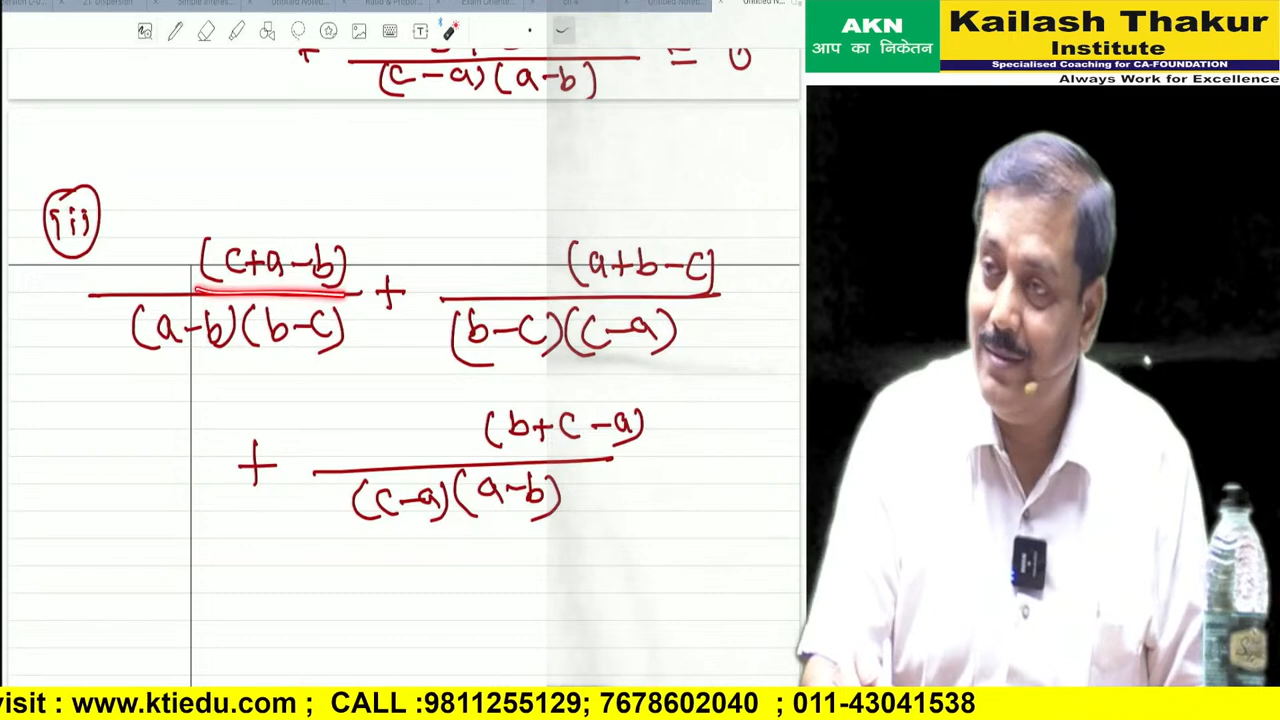 AKN
आप का निकेतन
Kailash Thakur
Institute
Specialised Coaching for CA-FOUNDATION
Always Work for Excellence
(c-a)(a-b) = 0
(ii)
(c+a-b) + (a+b-c)
(a-b)(b-c) (b-c)(c-a)
+ (b+c-a)
(c-a)(a-b)
visit : www.ktiedu.com ; CALL :9811255129; 7678602040 ; 011-43041538